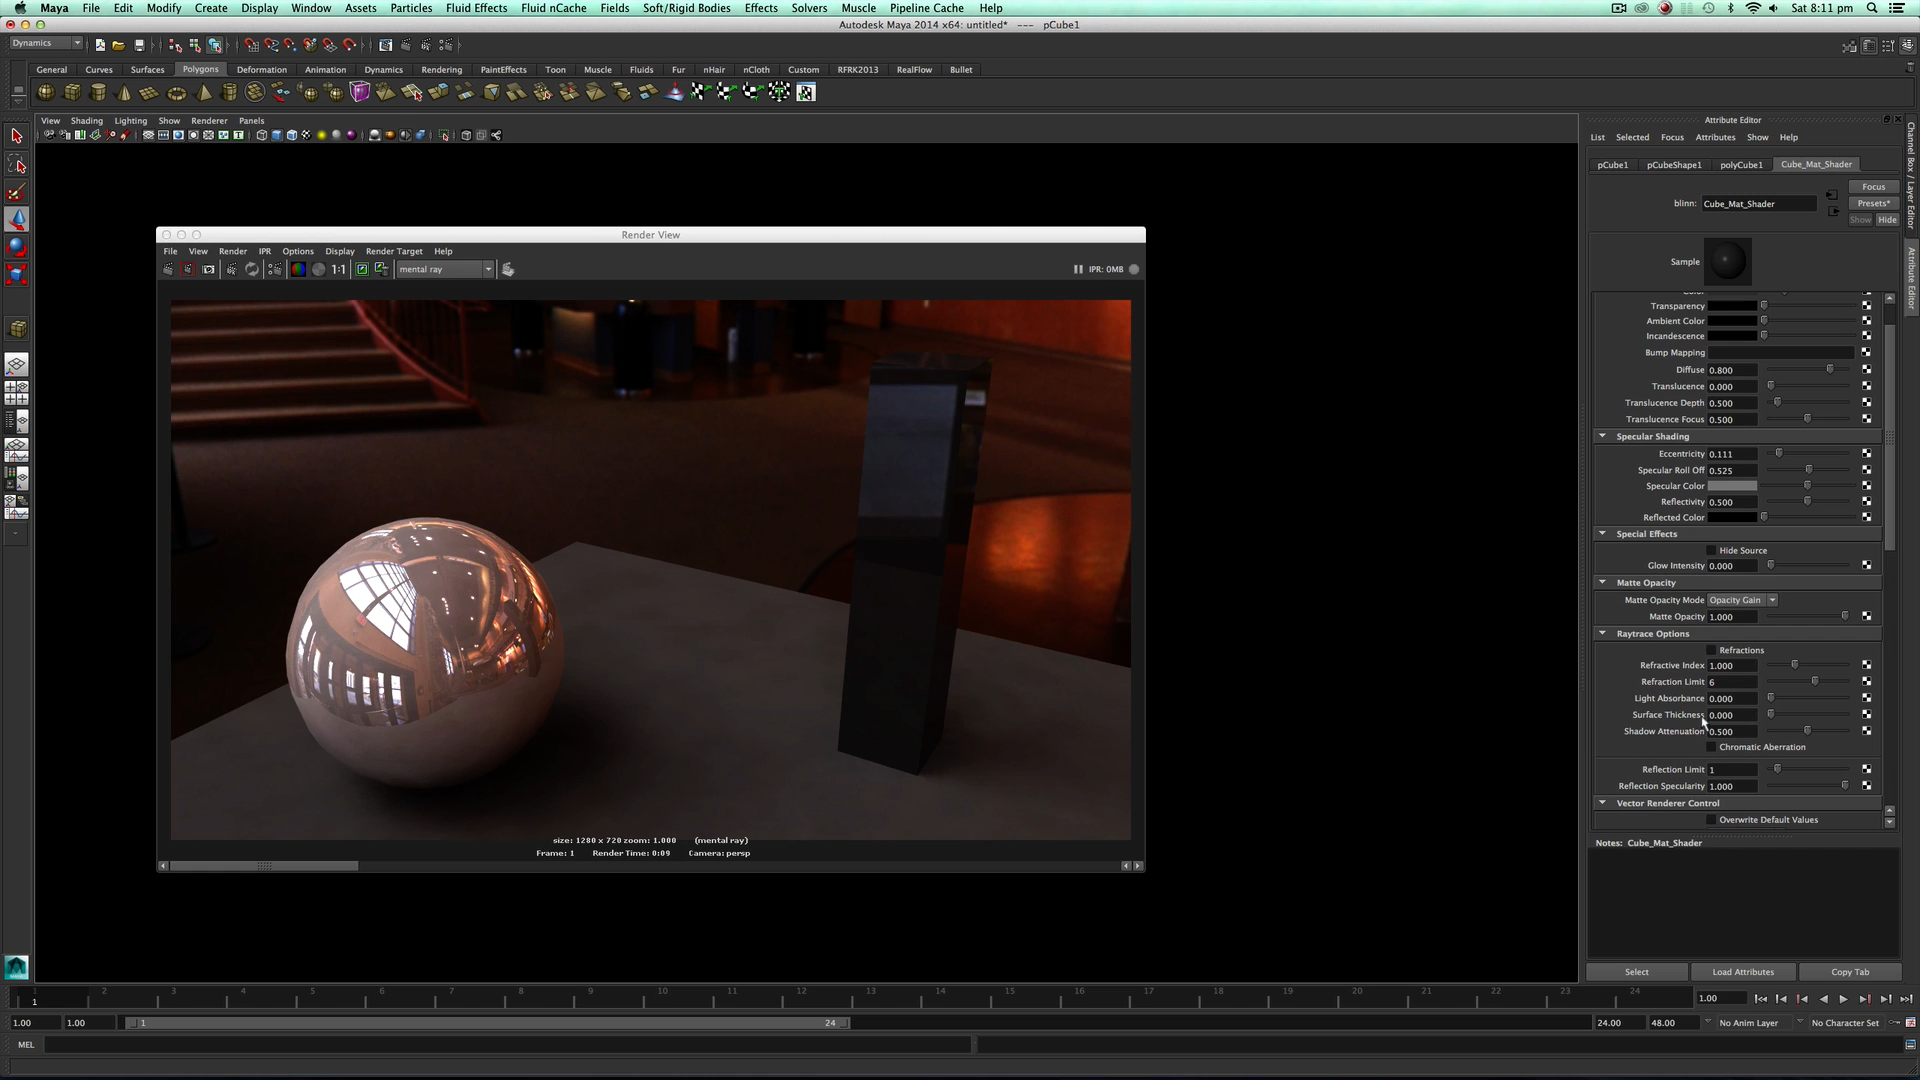 Maya File Edit Modify Create Display Window Assets Particles Fluid Effects Fluid nCache Fields Soft/Rigid Bodies Effects Solvers Muscle Pipeline Cache Help Sat 8:11 pm
Autodesk Maya 2014 x64: untitled* --- pCube1
Dynamics
General Curves Surfaces Polygons Deformation Animation Dynamics Rendering PaintEffects Toon Muscle Fluids Fur nHair nCloth Custom RFRK2013 RealFlow Bullet
View Shading Lighting Show Renderer Panels
Attribute Editor
List Selected Focus Attributes Show Help
pCube1 pCubeShape1 polyCube1 Cube_Mat_Shader
Focus
blinn: Cube_Mat_Shader Presets*
Show Hide
Sample
Transparency
Ambient Color
Incandescence
Bump Mapping
Diffuse 0.800
Translucence 0.000
Translucence Depth 0.500
Translucence Focus 0.500
Specular Shading
Eccentricity 0.111
Specular Roll Off 0.525
Specular Color
Reflectivity 0.500
Reflected Color
Special Effects
Hide Source
Glow Intensity 0.000
Matte Opacity
Matte Opacity Mode Opacity Gain
Matte Opacity 1.000
Raytrace Options
Refractions
Refractive Index 1.000
Refraction Limit 6
Light Absorbance 0.000
Surface Thickness 0.000
Shadow Attenuation 0.500
Chromatic Aberration
Reflection Limit 1
Reflection Specularity 1.000
Vector Renderer Control
Overwrite Default Values
Notes: Cube_Mat_Shader
Select Load Attributes Copy Tab
Channel Box / Layer Editor
Attribute Editor
Render View
File View Render IPR Options Display Render Target Help
1:1 mental ray IPR: 0MB
size: 1280 x 720 zoom: 1.000 (mental ray)
Frame: 1 Render Time: 0:09 Camera: persp
1 2 3 4 5 6 7 8 9 10 11 12 13 14 15 16 17 18 19 20 21 22 23 24
1 1.00
1.00 1.00 1 24 24.00 48.00 No Anim Layer No Character Set
MEL